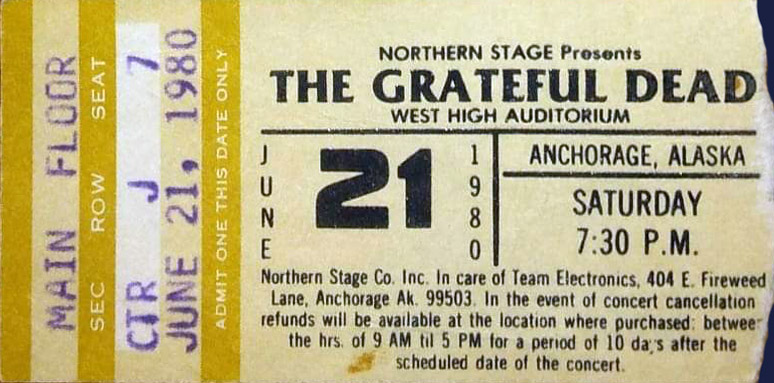 MAIN FLOOR
SEC ROW SEAT
CTR J 7
JUNE 21, 1980
ADMIT ONE THIS DATE ONLY
NORTHERN STAGE Presents
THE GRATEFUL DEAD
WEST HIGH AUDITORIUM
JUNE 21 1980
ANCHORAGE, ALASKA
SATURDAY
7:30 P.M.
Northern Stage Co. Inc. In care of Team Electronics, 404 E. Fireweed
Lane, Anchorage Ak. 99503. In the event of concert cancellation
refunds will be available at the location where purchased: betwee
the hrs. of 9 AM til 5 PM for a period of 10 days after the
scheduled date of the concert.